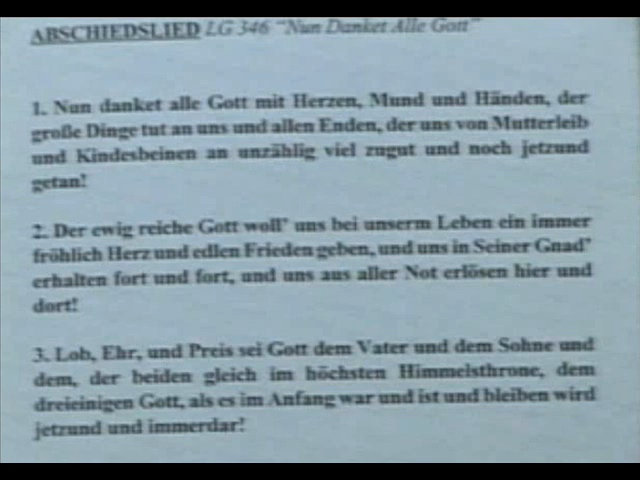 ABSCHIEDSLIED LG 346 "Nun Danket Alle Gott"
1. Nun danket alle Gott mit Herzen, Mund und Händen, der
große Dinge tut an uns und allen Enden, der uns von Mutterleib
und Kindesbeinen an unzählig viel zugut und noch jetzund
getan!
2. Der ewig reiche Gott woll' uns bei unserm Leben ein immer
fröhlich Herz und edlen Frieden geben, und uns in Seiner Gnad'
erhalten fort und fort, und uns aus aller Not erlösen hier und
dort!
3. Lob, Ehr, und Preis sei Gott dem Vater und dem Sohne und
dem, der beiden gleich im höchsten Himmelsthrone, dem
dreieinigen Gott, als es im Anfang war und ist und bleiben wird
jetzund und immerdar!